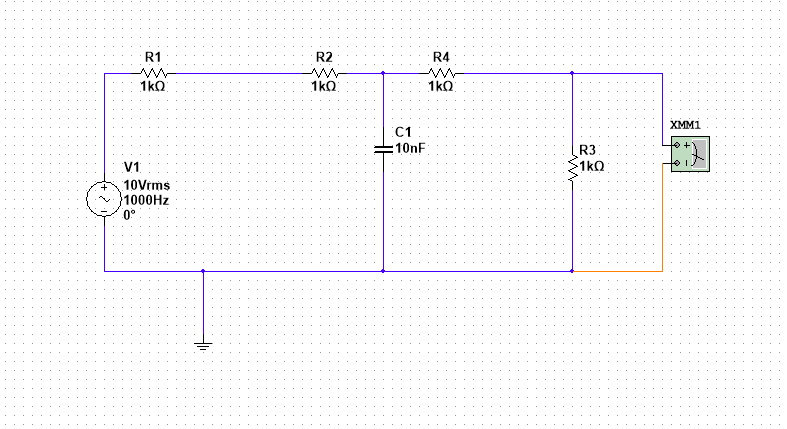 R1
1kΩ
R2
1kΩ
R4
1kΩ
C1
10nF
R3
1kΩ
XMM1
V1
10Vrms
1000Hz
0°